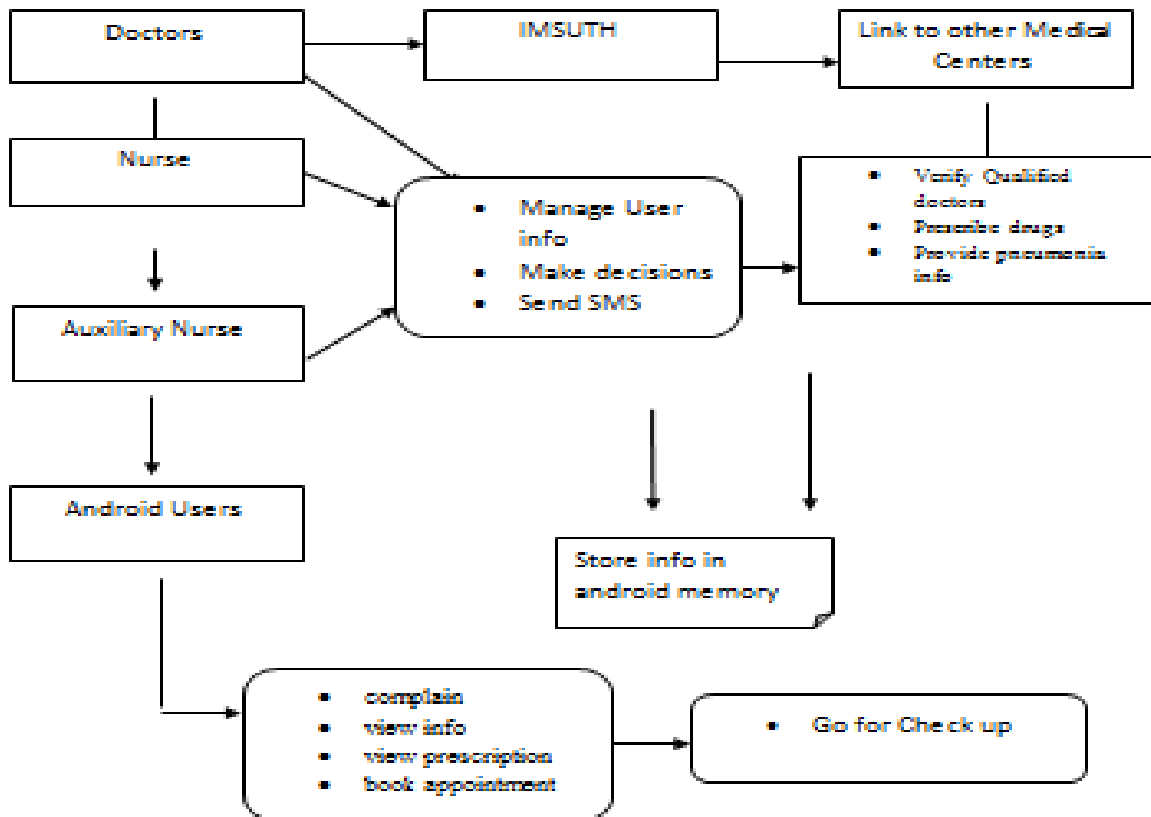 Doctors
IMSUTH
Link to other Medical
Centers
Nurse
• Manage User
info
• Make decisions
• Send SMS
• Verify Qualified
doctors
• Prescribe drugs
• Provide pneumonia
info
Auxiliary Nurse
Android Users
Store info in
android memory
• complain
• view info
• view prescription
• book appointment
• Go for Check up